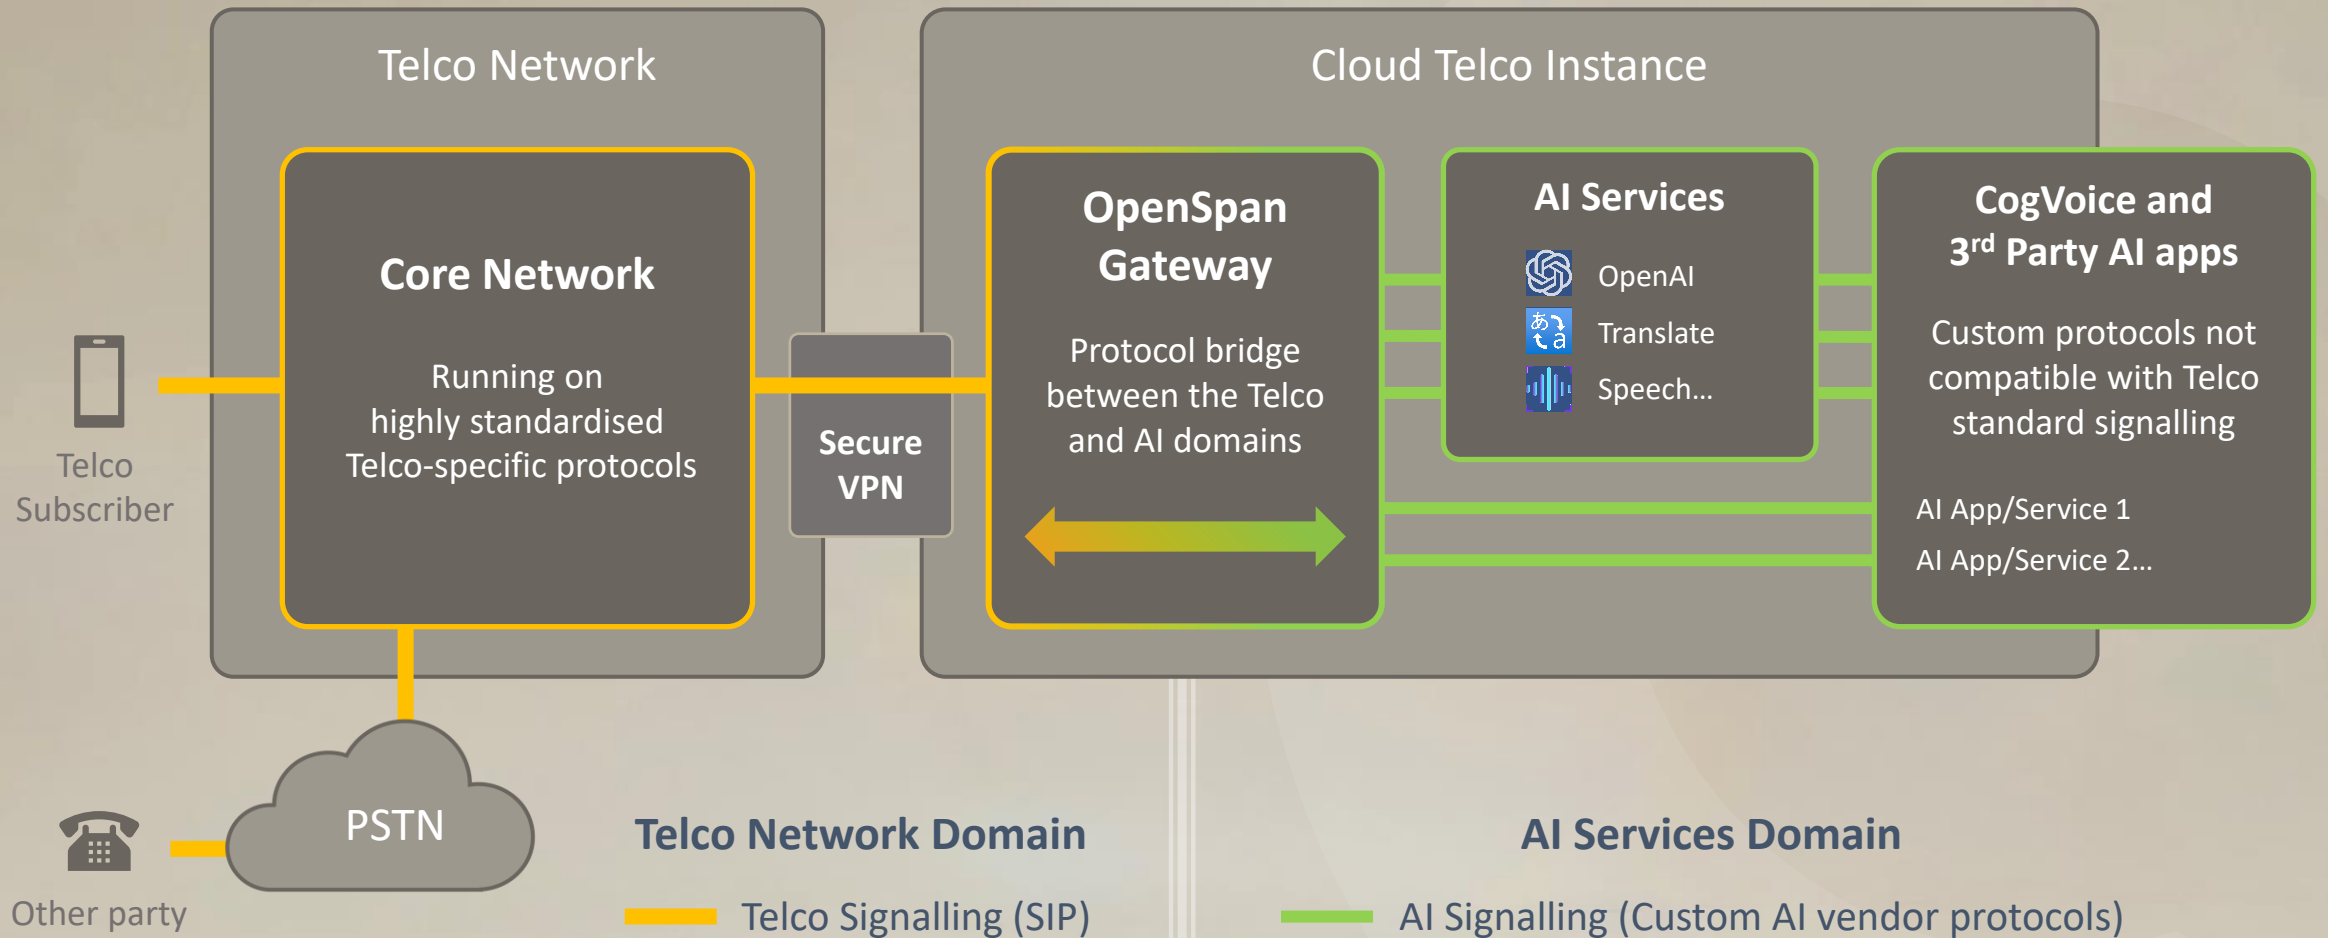 Telco Network
Cloud Telco Instance
Core Network
Running on
highly standardised
Telco-specific protocols
Secure
VPN
OpenSpan
Gateway
Protocol bridge
between the Telco
and AI domains
AI Services
OpenAI
あ
a
Translate
Speech...
CogVoice and
3rd Party AI apps
Custom protocols not
compatible with Telco
standard signalling
AI App/Service 1
AI App/Service 2...
Telco
Subscriber
PSTN
Other party
Telco Network Domain
Telco Signalling (SIP)
AI Services Domain
AI Signalling (Custom AI vendor protocols)